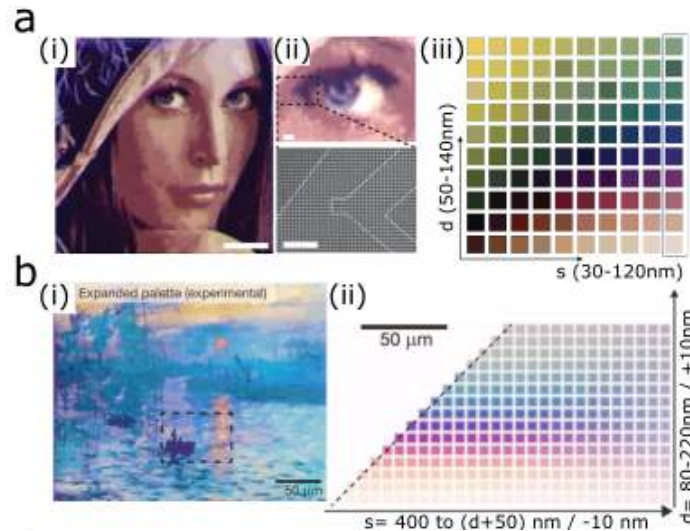 a
(i)
(ii)
(iii)
d (50-140nm)
s (30-120nm)
b
(i)
Expanded palette (experimental)
50 μm
(ii)
50 μm
d= 80-220nm / +10nm
s= 400 to (d+50) nm / -10 nm